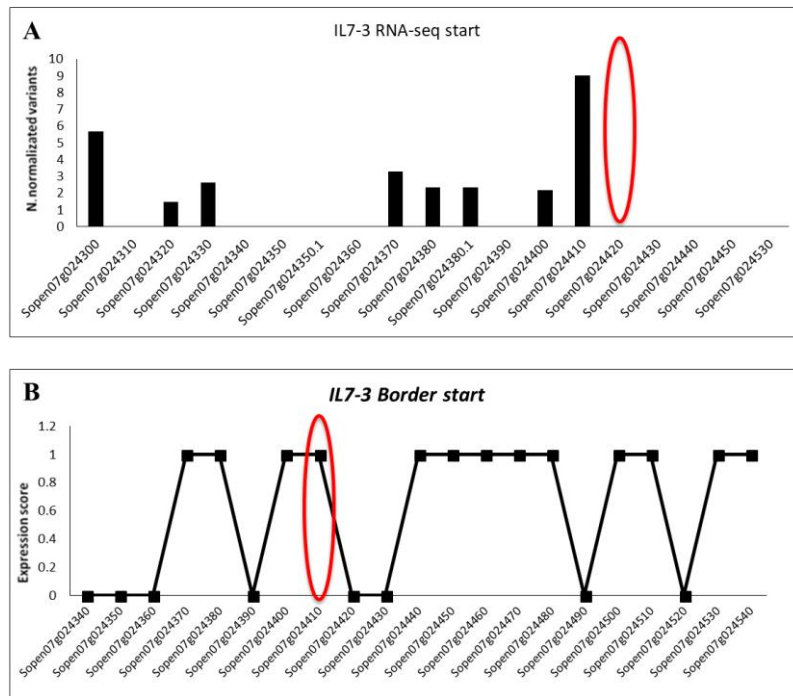 A
IL7-3 RNA-seq start
N. normalizated variants
10
9
8
7
6
5
4
3
2
1
0
Sopen07g024300
Sopen07g024310
Sopen07g024320
Sopen07g024330
Sopen07g024340
Sopen07g024350
Sopen07g024350.1
Sopen07g024360
Sopen07g024370
Sopen07g024380
Sopen07g024380.1
Sopen07g024390
Sopen07g024400
Sopen07g024410
Sopen07g024420
Sopen07g024430
Sopen07g024440
Sopen07g024450
Sopen07g024530
B
IL7-3 Border start
Expression score
1.2
1
0.8
0.6
0.4
0.2
0
Sopen07g024340
Sopen07g024350
Sopen07g024360
Sopen07g024370
Sopen07g024380
Sopen07g024390
Sopen07g024400
Sopen07g024410
Sopen07g024420
Sopen07g024430
Sopen07g024440
Sopen07g024450
Sopen07g024460
Sopen07g024470
Sopen07g024480
Sopen07g024490
Sopen07g024500
Sopen07g024510
Sopen07g024520
Sopen07g024530
Sopen07g024540